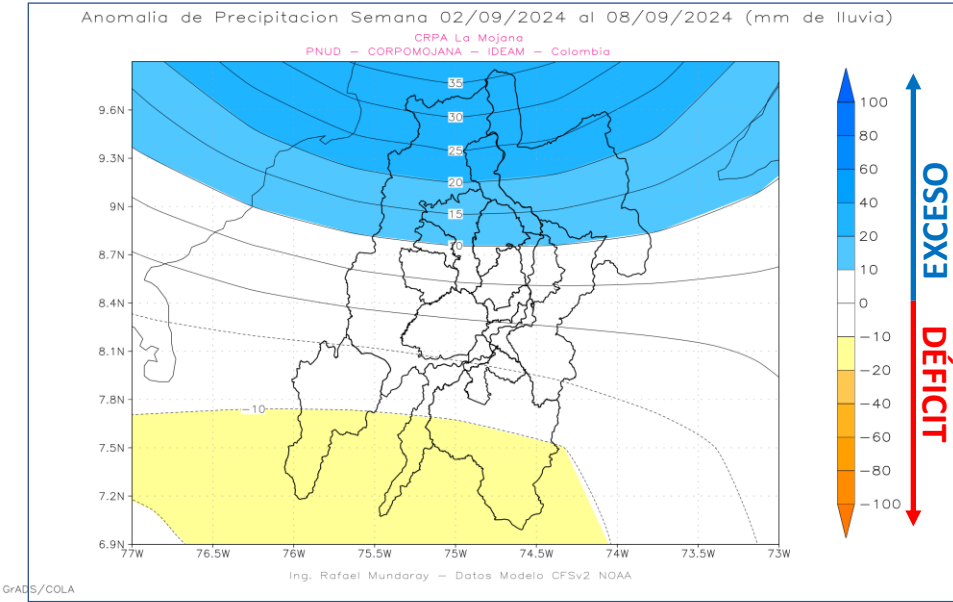 Anomalia de Precipitacion Semana 02/09/2024 al 08/09/2024 (mm de lluvia)
CRPA La Mojana
PNUD – CORPOMOJANA – IDEAM – Colombia
9.6N
9.3N
9N
8.7N
8.4N
8.1N
7.8N
7.5N
7.2N
6.9N
35
30
25
20
15
10
-10
77W
76.5W
76W
75.5W
75W
74.5W
74W
73.5W
73W
100
80
60
40
20
10
0
-10
-20
-40
-60
-80
-100
EXCESO
DÉFICIT
Ing. Rafael Mundaray – Datos Modelo CFSv2 NOAA
GrADS/COLA